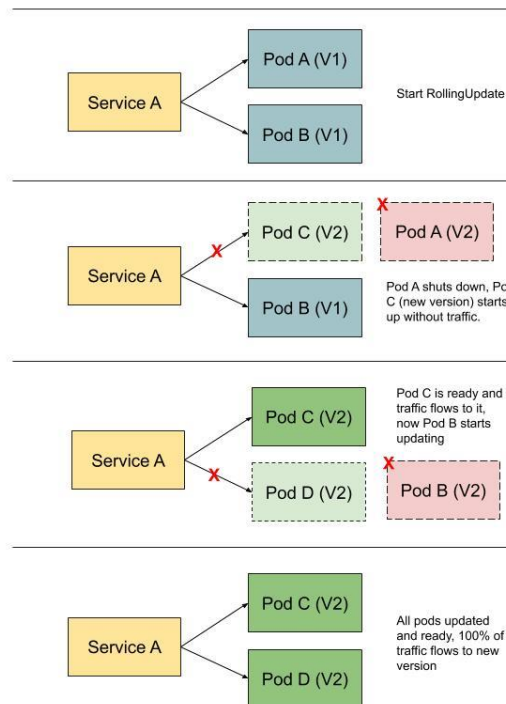 Pod A (V1)
Service A
Pod B (V1)
Start RollingUpdate
X
X
Pod C (V2)
Pod A (V2)
Service A
Pod B (V1)
Pod A shuts down, Po
C (new version) starts
up without traffic.
Pod C (V2)
Service A
Pod D (V2)
X
X
Pod B (V2)
Pod C is ready and
traffic flows to it,
now Pod B starts
updating
Pod C (V2)
Service A
Pod D (V2)
All pods updated
and ready, 100% of
traffic flows to new
version